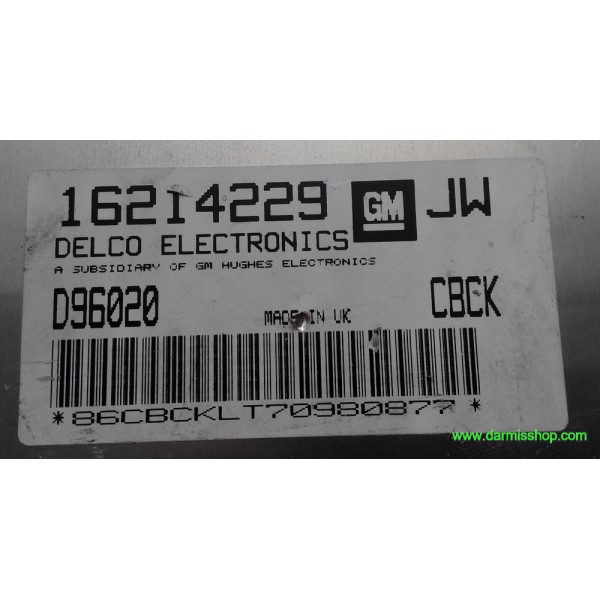 16214229 GM JW
DELCO ELECTRONICS
A SUBSIDIARY OF GM HUGHES ELECTRONICS
D96020 MADE IN UK CBCK
*86CBCKLT70980877*
www.darmisshop.com